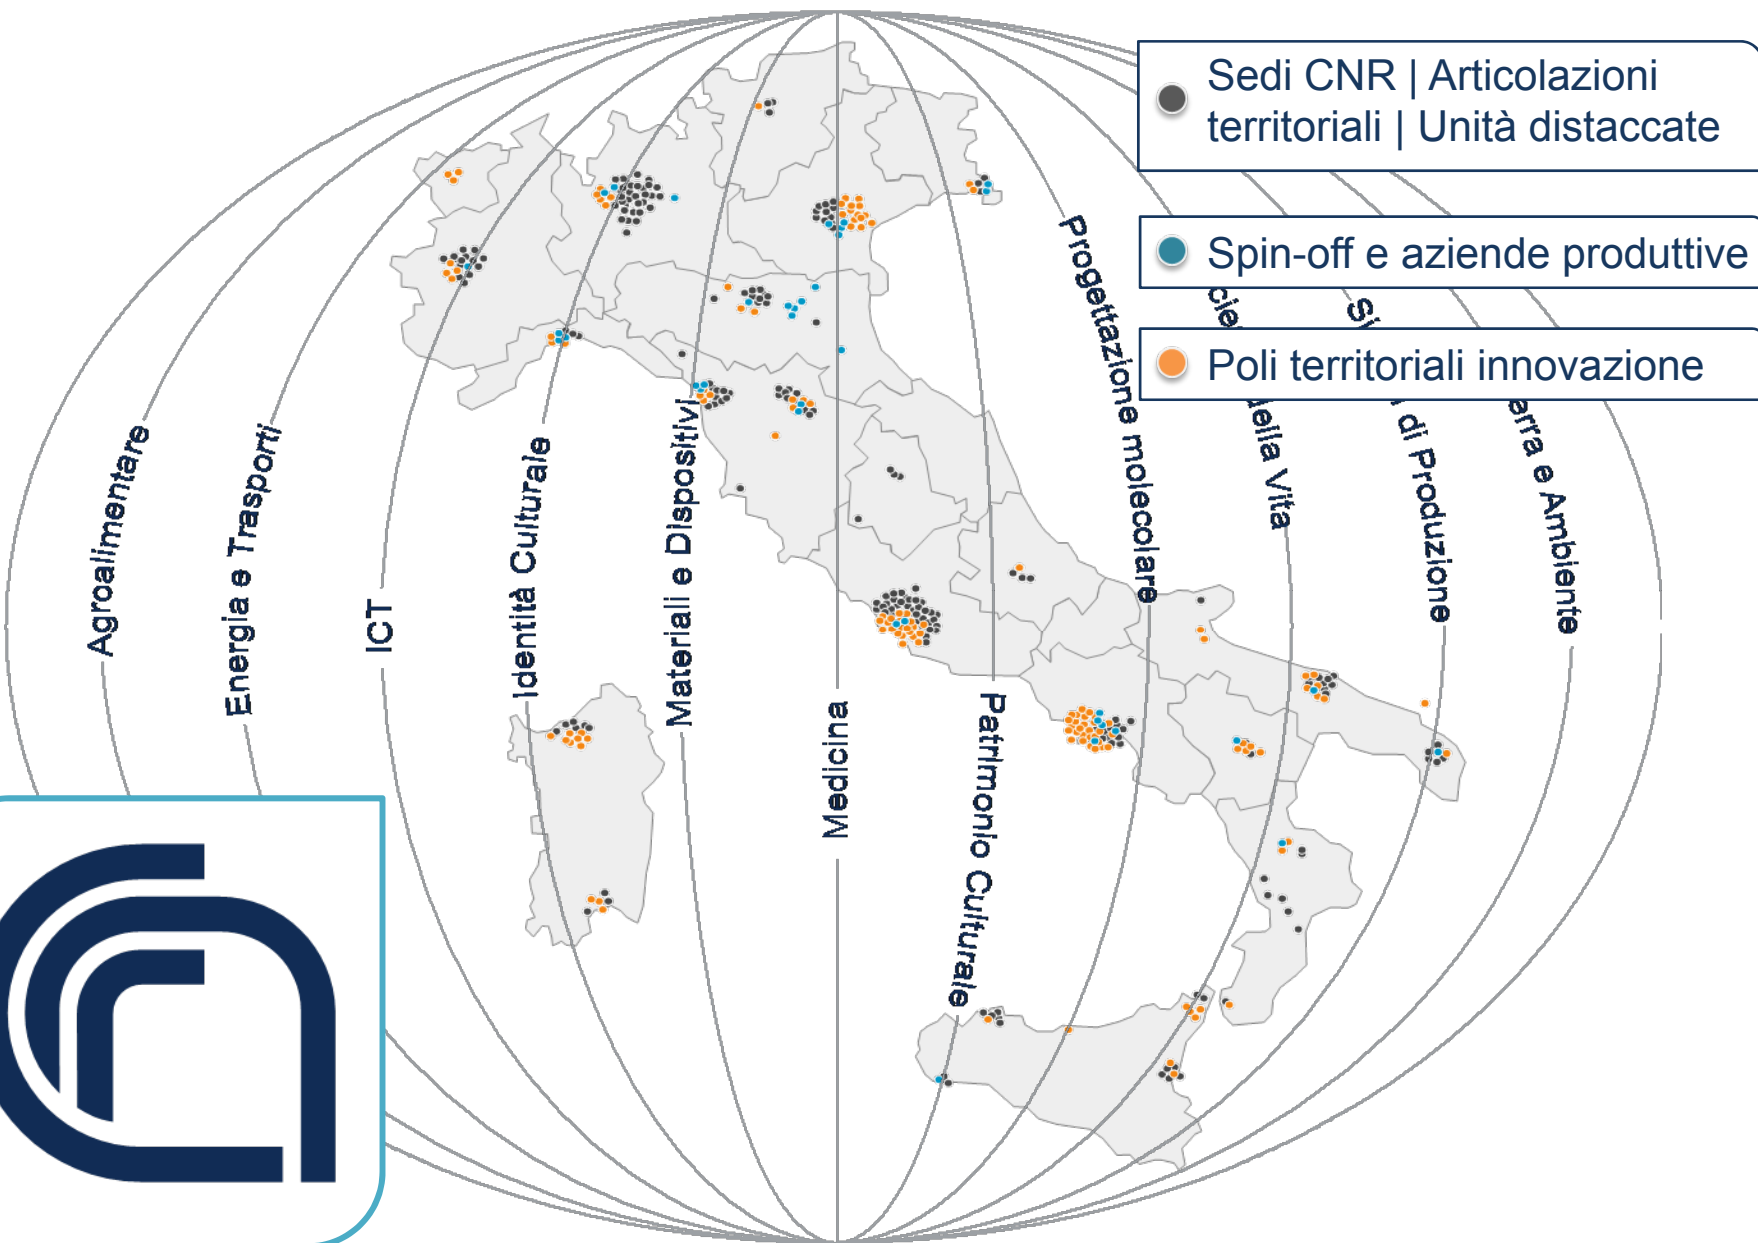 Sedi CNR | Articolazioni
territoriali | Unità distaccate
Spin-off e aziende produttive
Poli territoriali innovazione
Agroalimentare
Energia e Trasporti
ICT
Identità Culturale
Materiali e Dispositivi
Medicina
Patrimonio Culturale
Progettazione molecolare
della Vita
di Produzione
e Ambiente